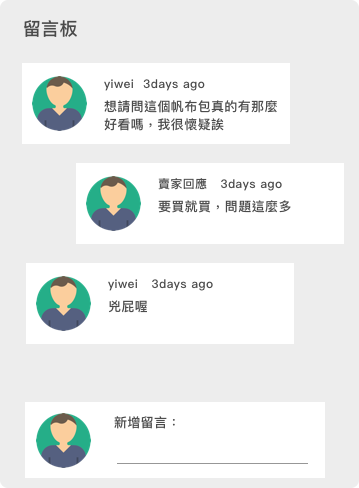 留言板
yiwei 3days ago
想請問這個帆布包真的有那麼
好看嗎，我很懷疑誒
賣家回應 3days ago
要買就買，問題這麼多
yiwei 3days ago
兇屁喔
新增留言：